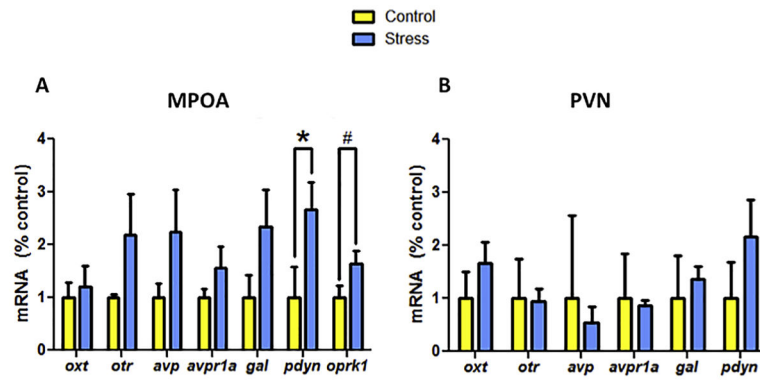 Control
Stress
A
MPOA
mRNA (% control)
4
3
2
1
0
*
#
oxt otr avp avpr1a gal pdyn oprk1
B
PVN
mRNA (% control)
4
3
2
1
0
oxt otr avp avpr1a gal pdyn